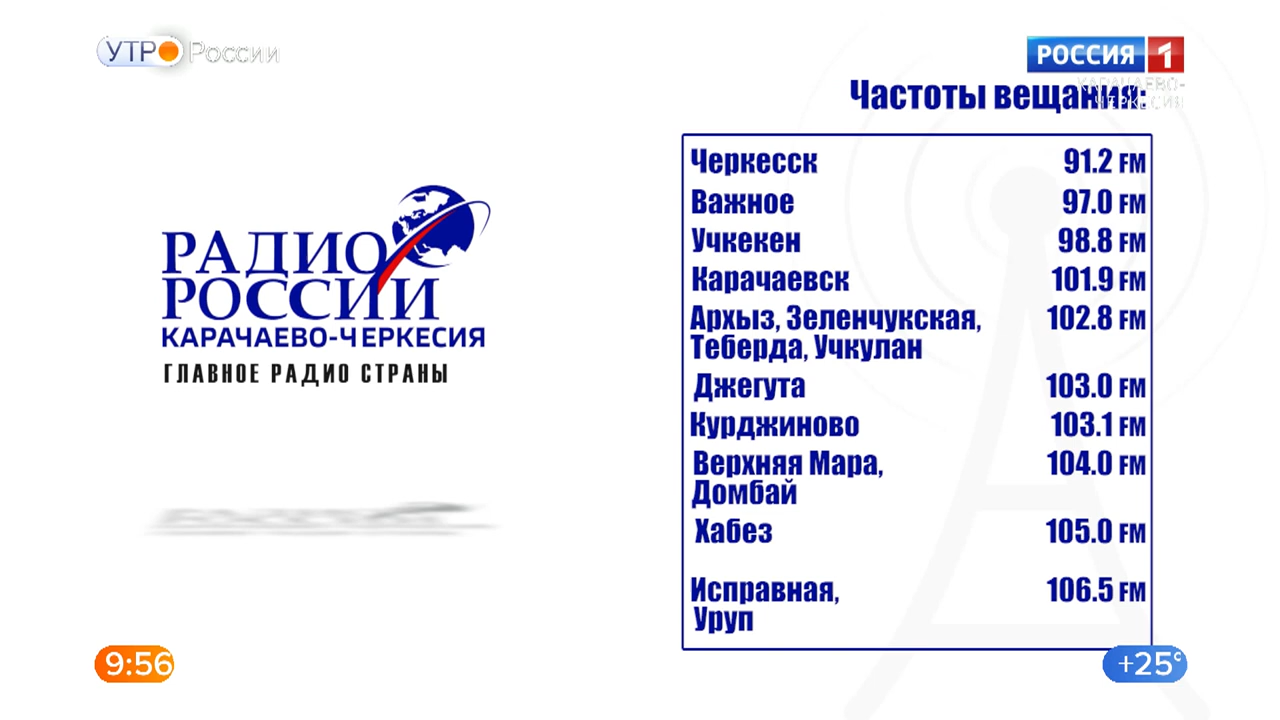 УТРО России
РОССИЯ 1
КАРАЧАЕВО-
ЧЕРКЕСИЯ
Частоты вещания:
РАДИО
РОССИИ
КАРАЧАЕВО-ЧЕРКЕСИЯ
ГЛАВНОЕ РАДИО СТРАНЫ
Черкесск 91.2 FM
Важное 97.0 FM
Учкекен 98.8 FM
Карачаевск 101.9 FM
Архыз, Зеленчукская, 102.8 FM
Теберда, Учкулан
Джегута 103.0 FM
Курджиново 103.1 FM
Верхняя Мара, 104.0 FM
Домбай
Хабез 105.0 FM
Исправная, 106.5 FM
Уруп
9:56
+25°C